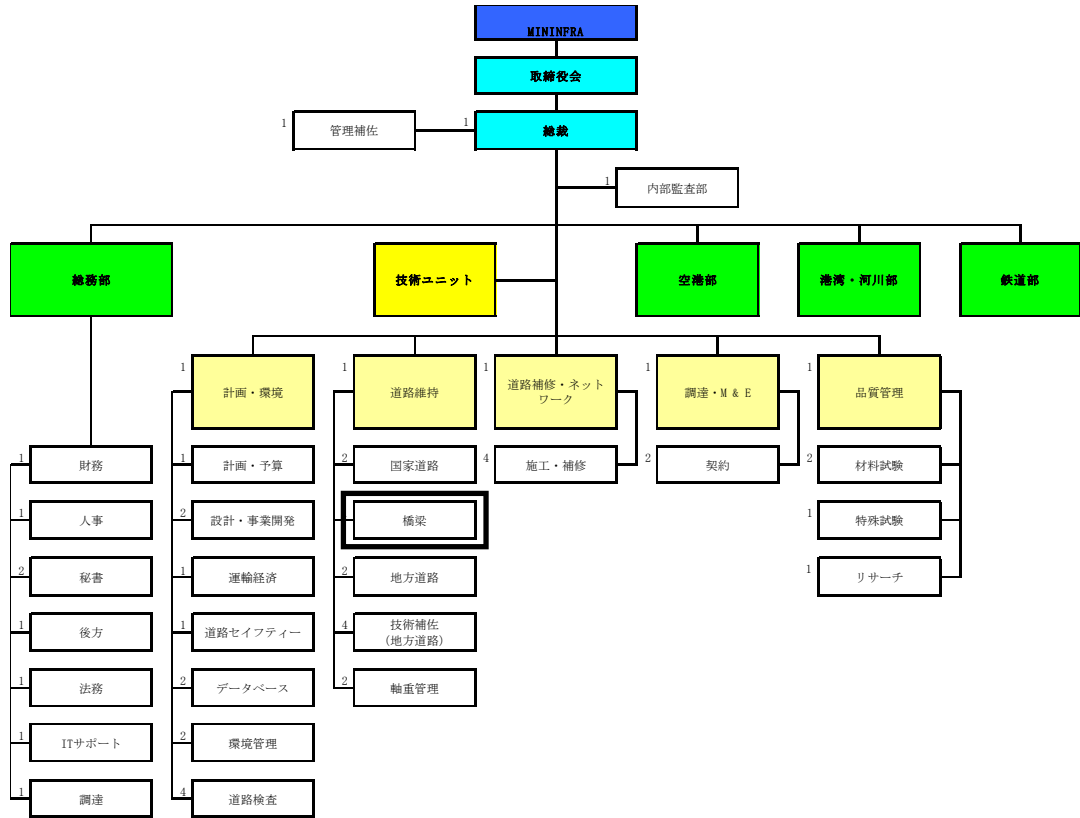 MININFRA
取締役会
1
管理補佐
1
総裁
1
内部監査部
総務部
技術ユニット
空港部
港湾・河川部
鉄道部
1
計画・環境
1
道路維持
1
道路補修・ネット
ワーク
1
調達・M & E
1
品質管理
1
財務
1
計画・予算
2
国家道路
4
施工・補修
2
契約
2
材料試験
1
人事
2
設計・事業開発
橋梁
1
特殊試験
2
秘書
1
運輸経済
2
地方道路
1
リサーチ
1
後方
1
道路セイフティー
4
技術補佐
(地方道路)
1
法務
2
データベース
2
軸重管理
1
ITサポート
2
環境管理
1
調達
4
道路検査